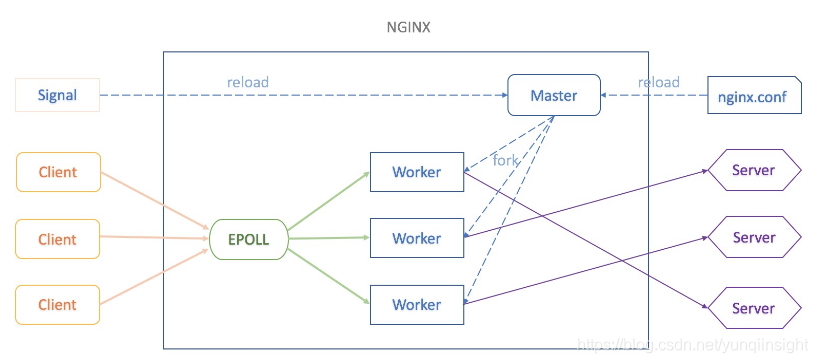 NGINX
Signal
reload
Master
reload
nginx.conf
Client
fork
Worker
Server
Client
EPOLL
Worker
Server
Client
Worker
Server
https://blog.csdn.net/yunqiinsight